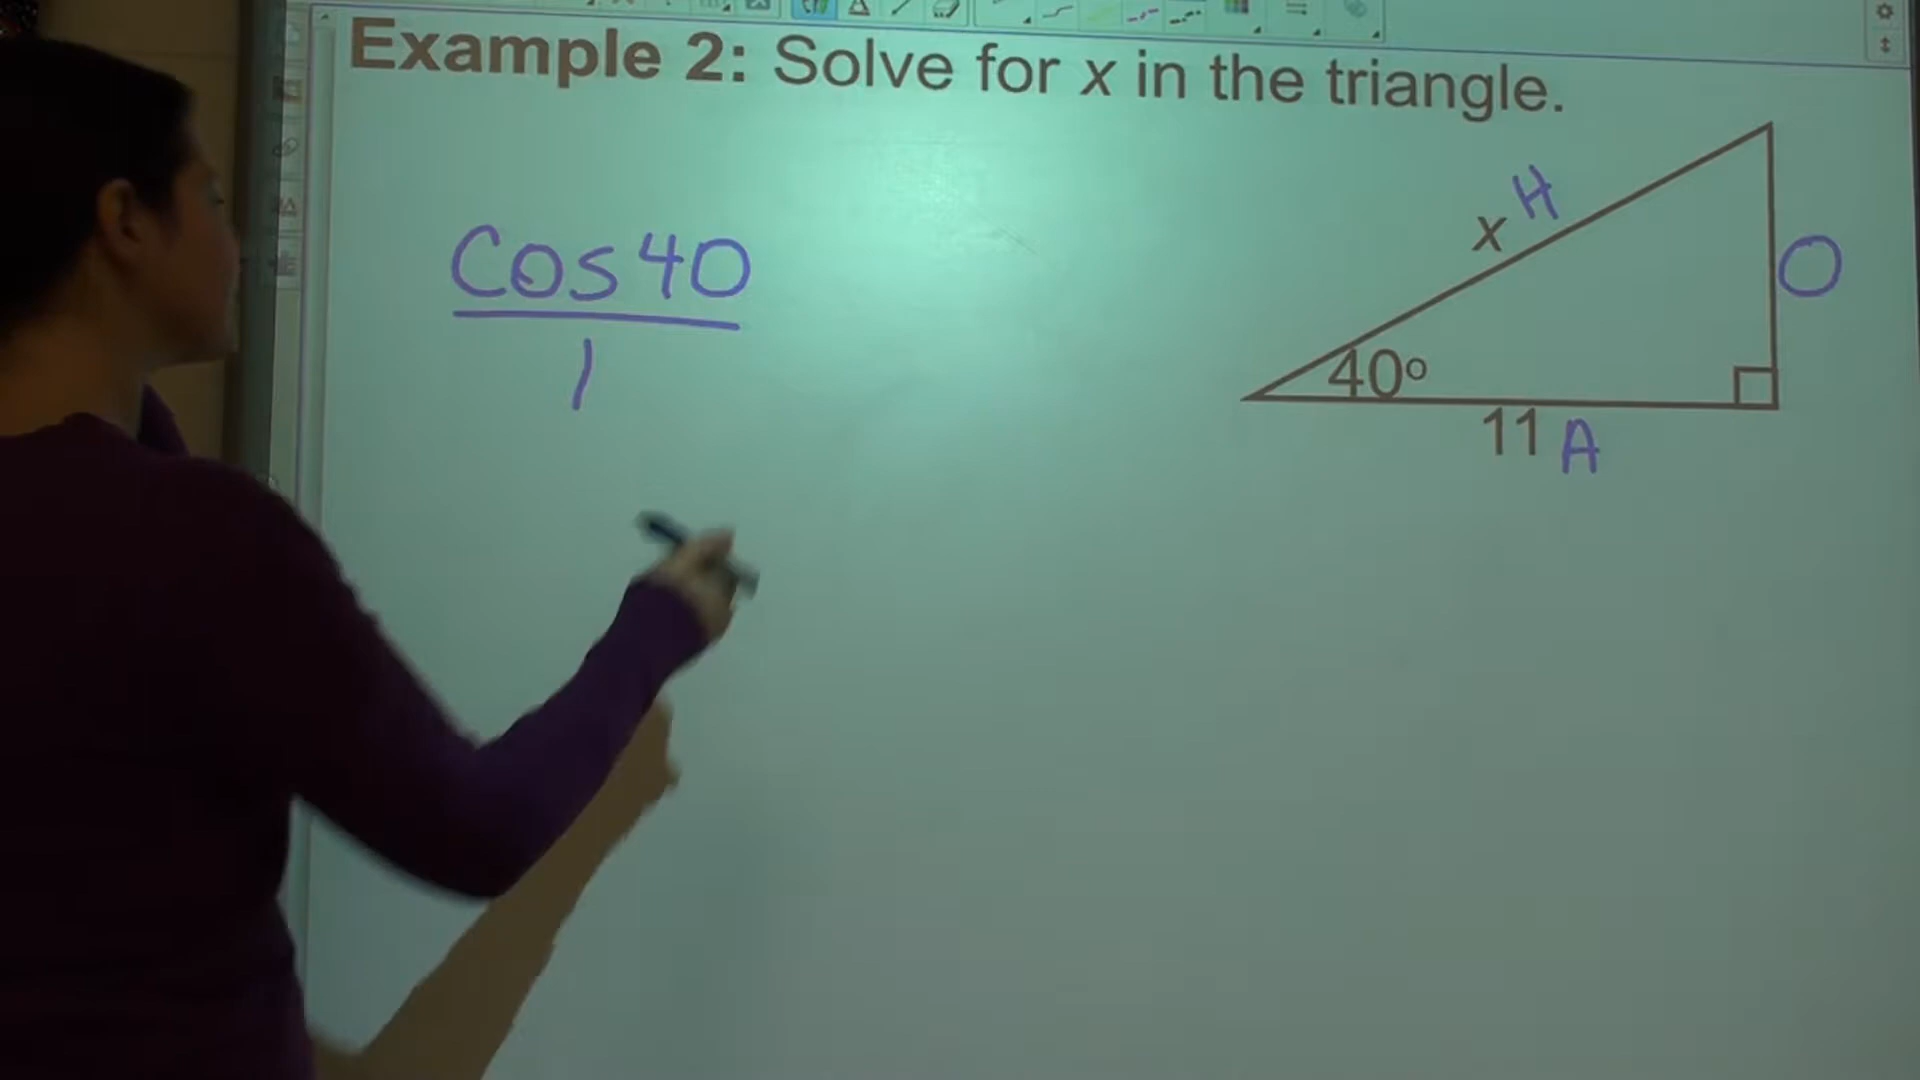 Example 2: Solve for x in the triangle.
x H
O
Cos 40
1
40°
11 A